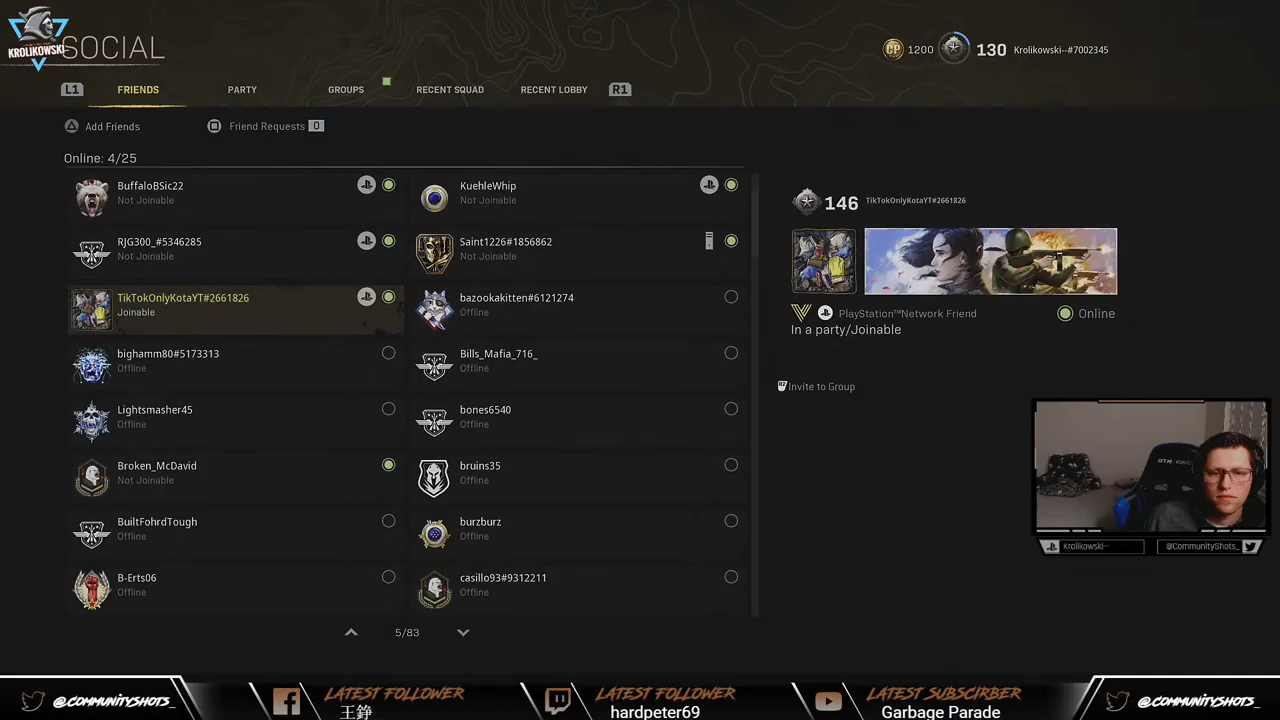 KROLIKOWSKI
SOCIAL
CP 1200 130 Krolikowski--#7002345
L1 FRIENDS PARTY GROUPS RECENT SQUAD RECENT LOBBY R1
Add Friends Friend Requests 0
Online: 4/25
BuffaloBSic22
Not Joinable
KuehleWhip
Not Joinable
RJG300_#5346285
Not Joinable
Saint1226#1856862
Not Joinable
TikTokOnlyKotaYT#2661826
Joinable
bazookakitten#6121274
Offline
bighamm80#5173313
Offline
Bills_Mafia_716_
Offline
Lightsmasher45
Offline
bones6540
Offline
Broken_McDavid
Not Joinable
bruins35
Offline
BuiltFohrdTough
Offline
burzburz
Offline
B-Erts06
Offline
casillo93#9312211
Offline
5/83
146 TikTokOnlyKotaYT#2661826
PlayStation™Network Friend Online
In a party/Joinable
R2 Invite to Group
Krolikowski-- @CommunityShots_
@COMMUNITYSHOTS_ LATEST FOLLOWER LATEST FOLLOWER LATEST SUBSCIRBER @COMMUNITYSHOTS_
王錚 hardpeter69 Garbage Parade